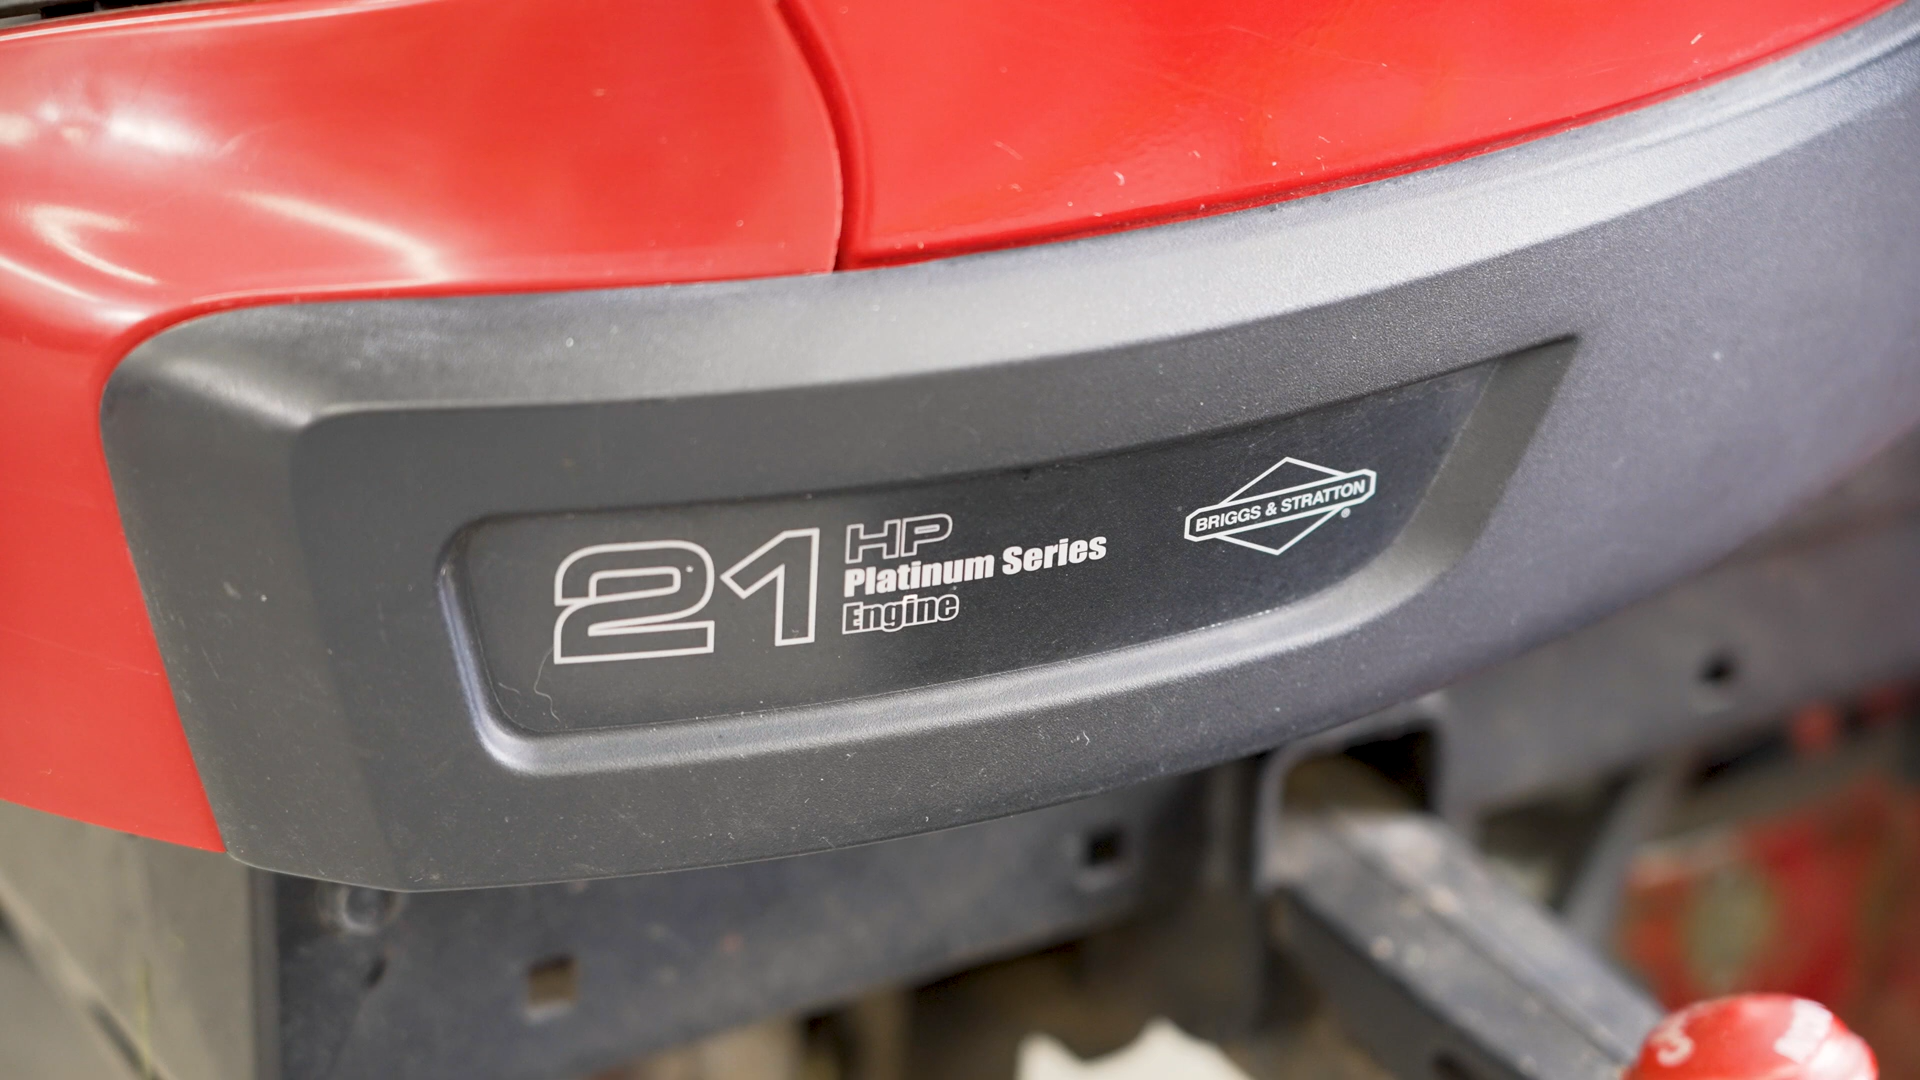 21 HP
Platinum Series
Engine
BRIGGS & STRATTON
®